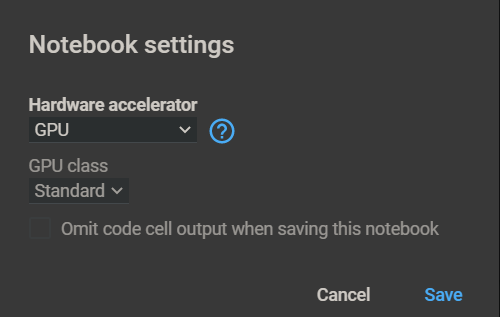 Notebook settings
Hardware accelerator
GPU
?
GPU class
Standard
Omit code cell output when saving this notebook
Cancel Save